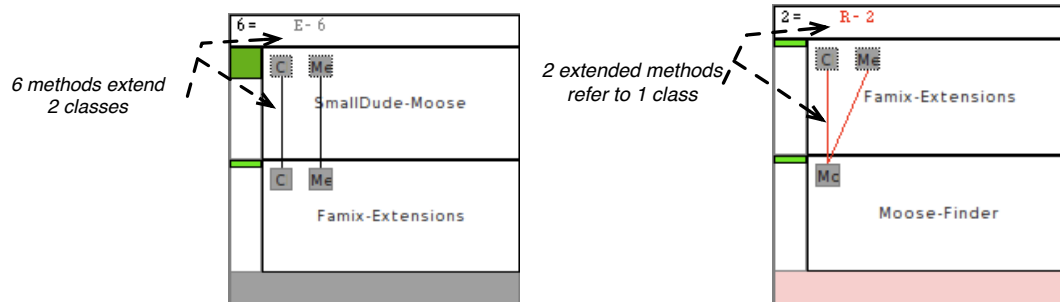 6= E- 6
C Me
SmallDude-Moose
6 methods extend
2 classes
C Me
Famix-Extensions
2= R- 2
C Me
Famix-Extensions
2 extended methods
refer to 1 class
Mc
Moose-Finder